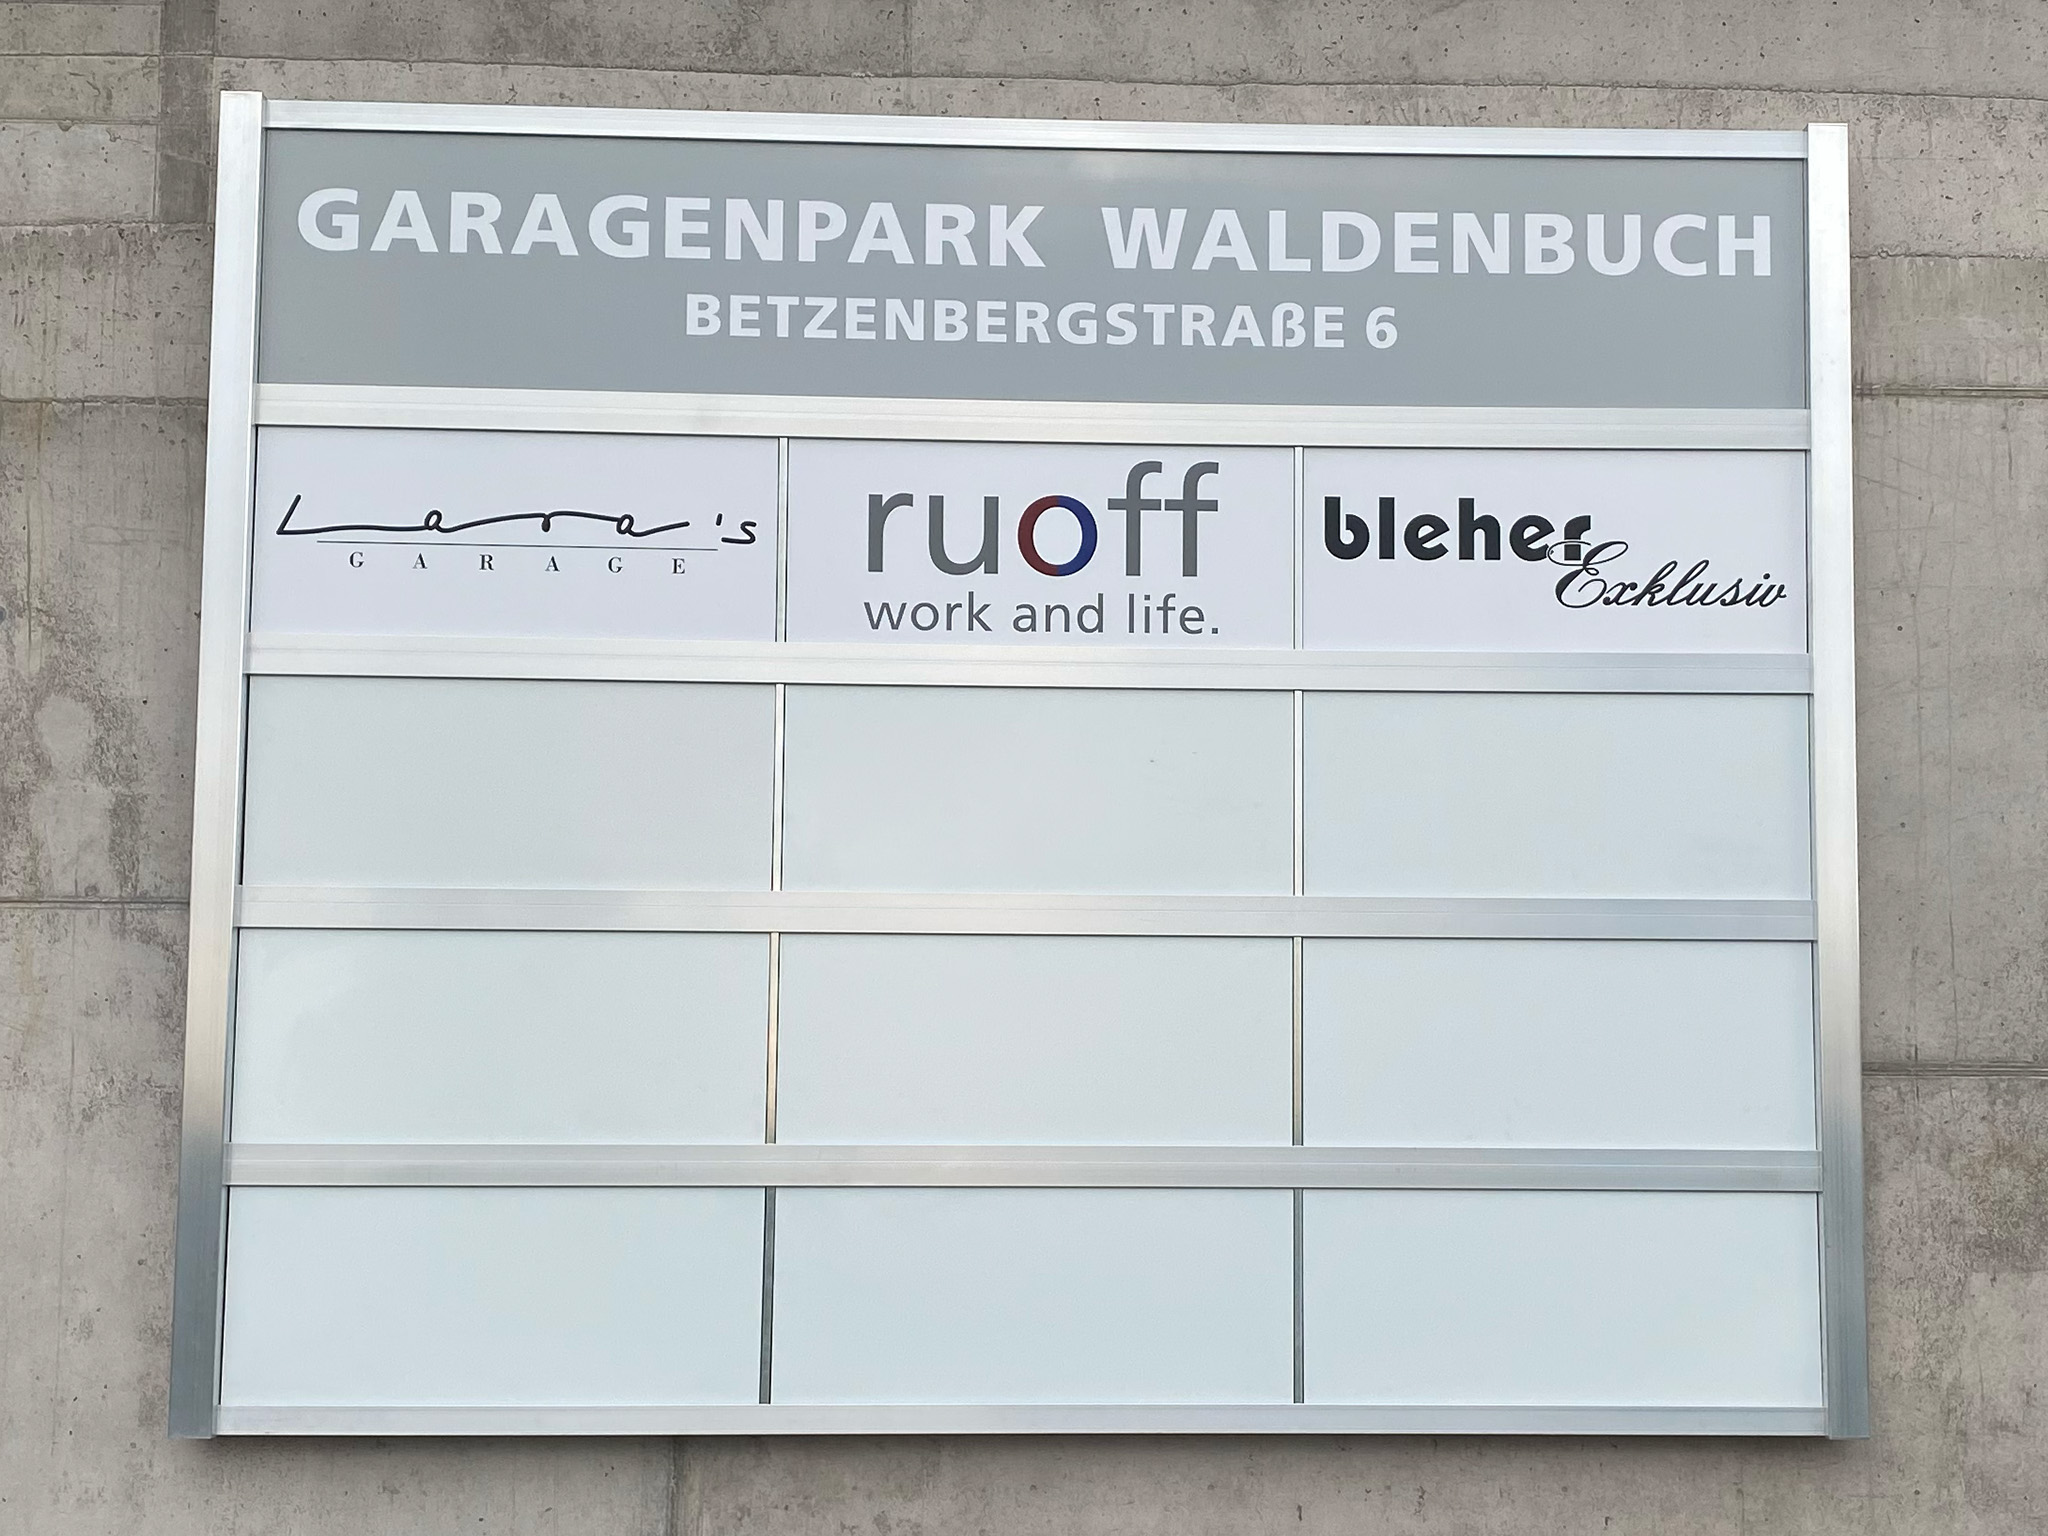 GARAGENPARK WALDENBUCH
BETZENBERGSTRAßE 6
Lara's
GARAGE
ruoff
work and life.
bleher
Exklusiv